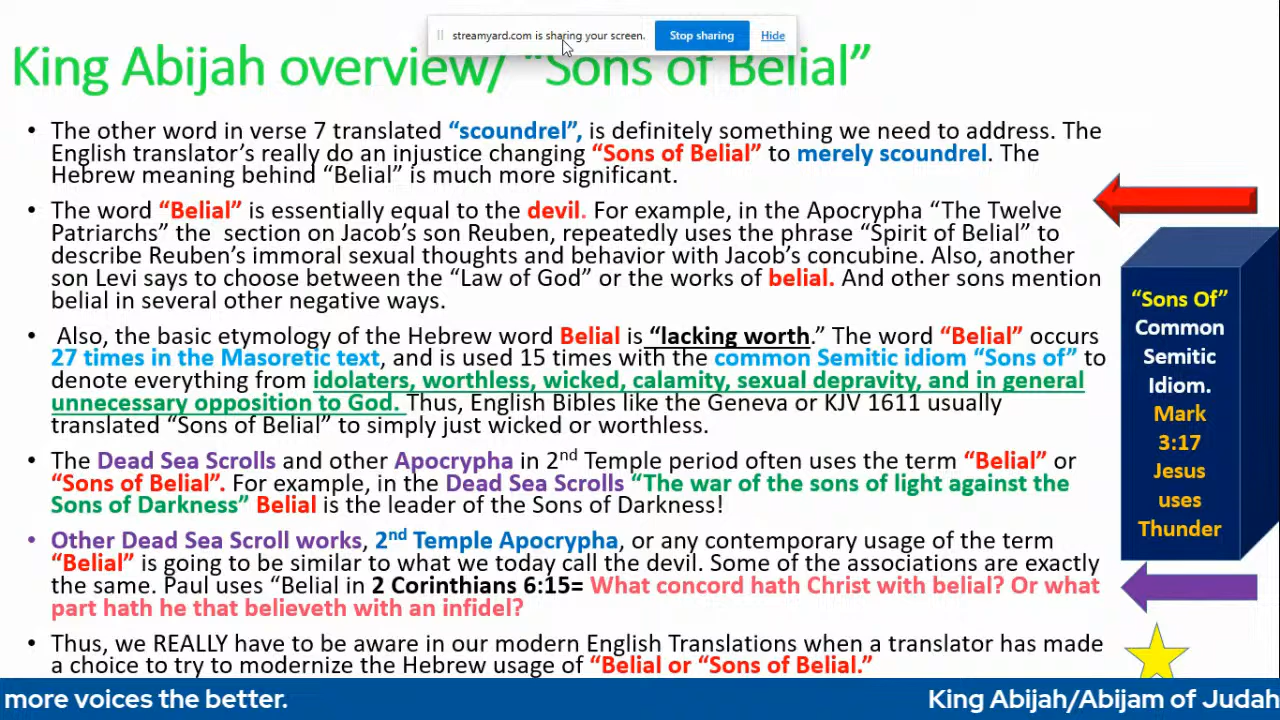 streamyard.com is sharing your screen. Stop sharing Hide
King Abijah overview/ “Sons of Belial”
• The other word in verse 7 translated “scoundrel”, is definitely something we need to address. The
English translator’s really do an injustice changing “Sons of Belial” to merely scoundrel. The
Hebrew meaning behind “Belial” is much more significant.
• The word “Belial” is essentially equal to the devil. For example, in the Apocrypha “The Twelve
Patriarchs” the section on Jacob’s son Reuben, repeatedly uses the phrase “Spirit of Belial” to
describe Reuben’s immoral sexual thoughts and behavior with Jacob’s concubine. Also, another
son Levi says to choose between the “Law of God” or the works of belial. And other sons mention
belial in several other negative ways.
• Also, the basic etymology of the Hebrew word Belial is “lacking worth.” The word “Belial” occurs
27 times in the Masoretic text, and is used 15 times with the common Semitic idiom “Sons of” to
denote everything from idolaters, worthless, wicked, calamity, sexual depravity, and in general
unnecessary opposition to God. Thus, English Bibles like the Geneva or KJV 1611 usually
translated “Sons of Belial” to simply just wicked or worthless.
• The Dead Sea Scrolls and other Apocrypha in 2nd Temple period often uses the term “Belial” or
“Sons of Belial”. For example, in the Dead Sea Scrolls “The war of the sons of light against the
Sons of Darkness” Belial is the leader of the Sons of Darkness!
• Other Dead Sea Scroll works, 2nd Temple Apocrypha, or any contemporary usage of the term
“Belial” is going to be similar to what we today call the devil. Some of the associations are exactly
the same. Paul uses “Belial in 2 Corinthians 6:15= What concord hath Christ with belial? Or what
part hath he that believeth with an infidel?
• Thus, we REALLY have to be aware in our modern English Translations when a translator has made
a choice to try to modernize the Hebrew usage of “Belial or “Sons of Belial.”
“Sons Of”
Common
Semitic
Idiom.
Mark
3:17
Jesus
uses
Thunder
more voices the better.
King Abijah/Abijam of Judah